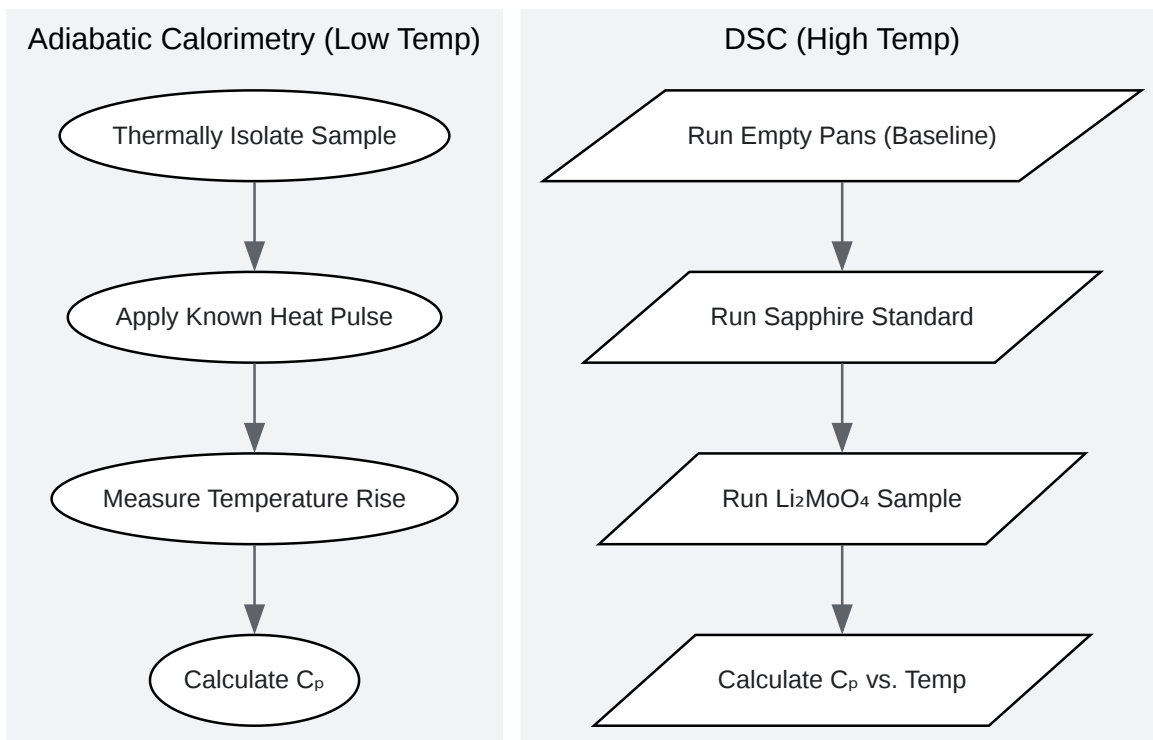 Adiabatic Calorimetry (Low Temp)
Thermally Isolate Sample
Apply Known Heat Pulse
Measure Temperature Rise
Calculate Cₚ
DSC (High Temp)
Run Empty Pans (Baseline)
Run Sapphire Standard
Run Li₂MoO₄ Sample
Calculate Cₚ vs. Temp